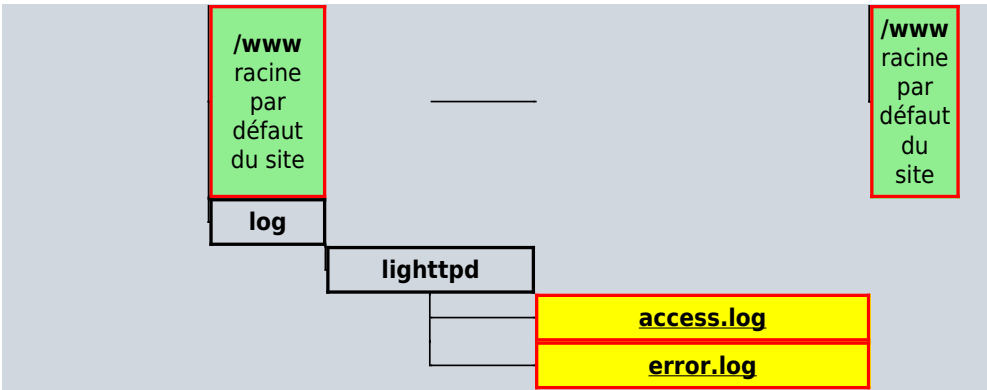 /www
racine
par
défaut
du site
/www
racine
par
défaut
du
site
log
lighttpd
access.log
error.log